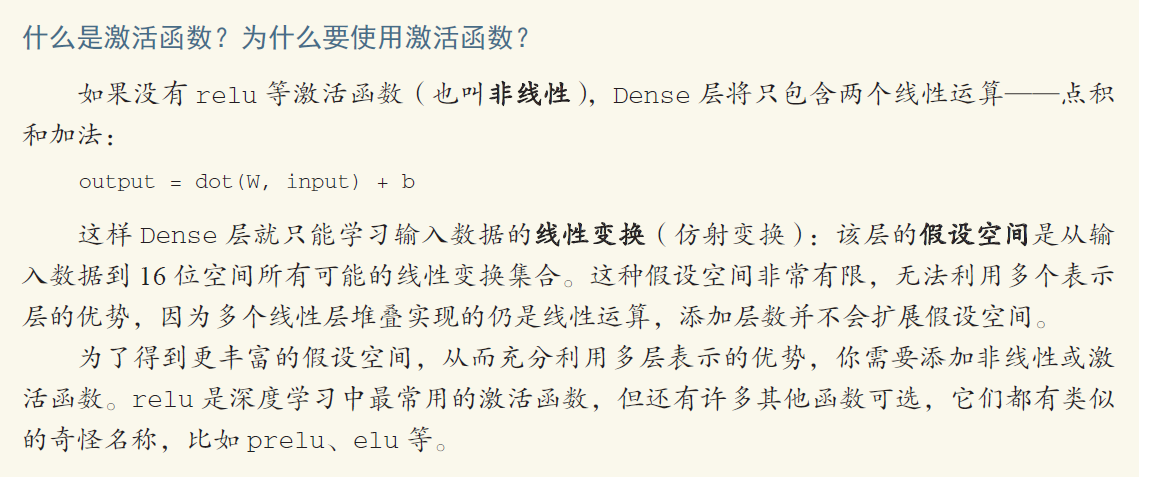 什么是激活函数？为什么要使用激活函数？
如果没有 relu 等激活函数（也叫非线性），Dense 层将只包含两个线性运算——点积
和加法：
output = dot(W, input) + b
这样 Dense 层就只能学习输入数据的线性变换（仿射变换）：该层的假设空间是从输
入数据到 16 位空间所有可能的线性变换集合。这种假设空间非常有限，无法利用多个表示
层的优势，因为多个线性层堆叠实现的仍是线性运算，添加层数并不会扩展假设空间。
为了得到更丰富的假设空间，从而充分利用多层表示的优势，你需要添加非线性或激
活函数。relu 是深度学习中最常用的激活函数，但还有许多其他函数可选，它们都有类似
的奇怪名称，比如 prelu、elu 等。